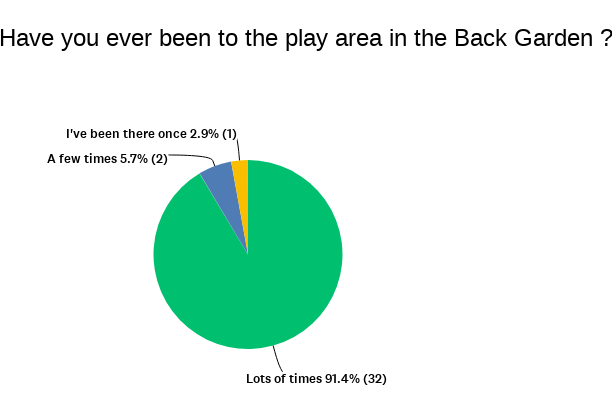 Have you ever been to the play area in the Back Garden ?
I've been there once 2.9% (1)
A few times 5.7% (2)
Lots of times 91.4% (32)